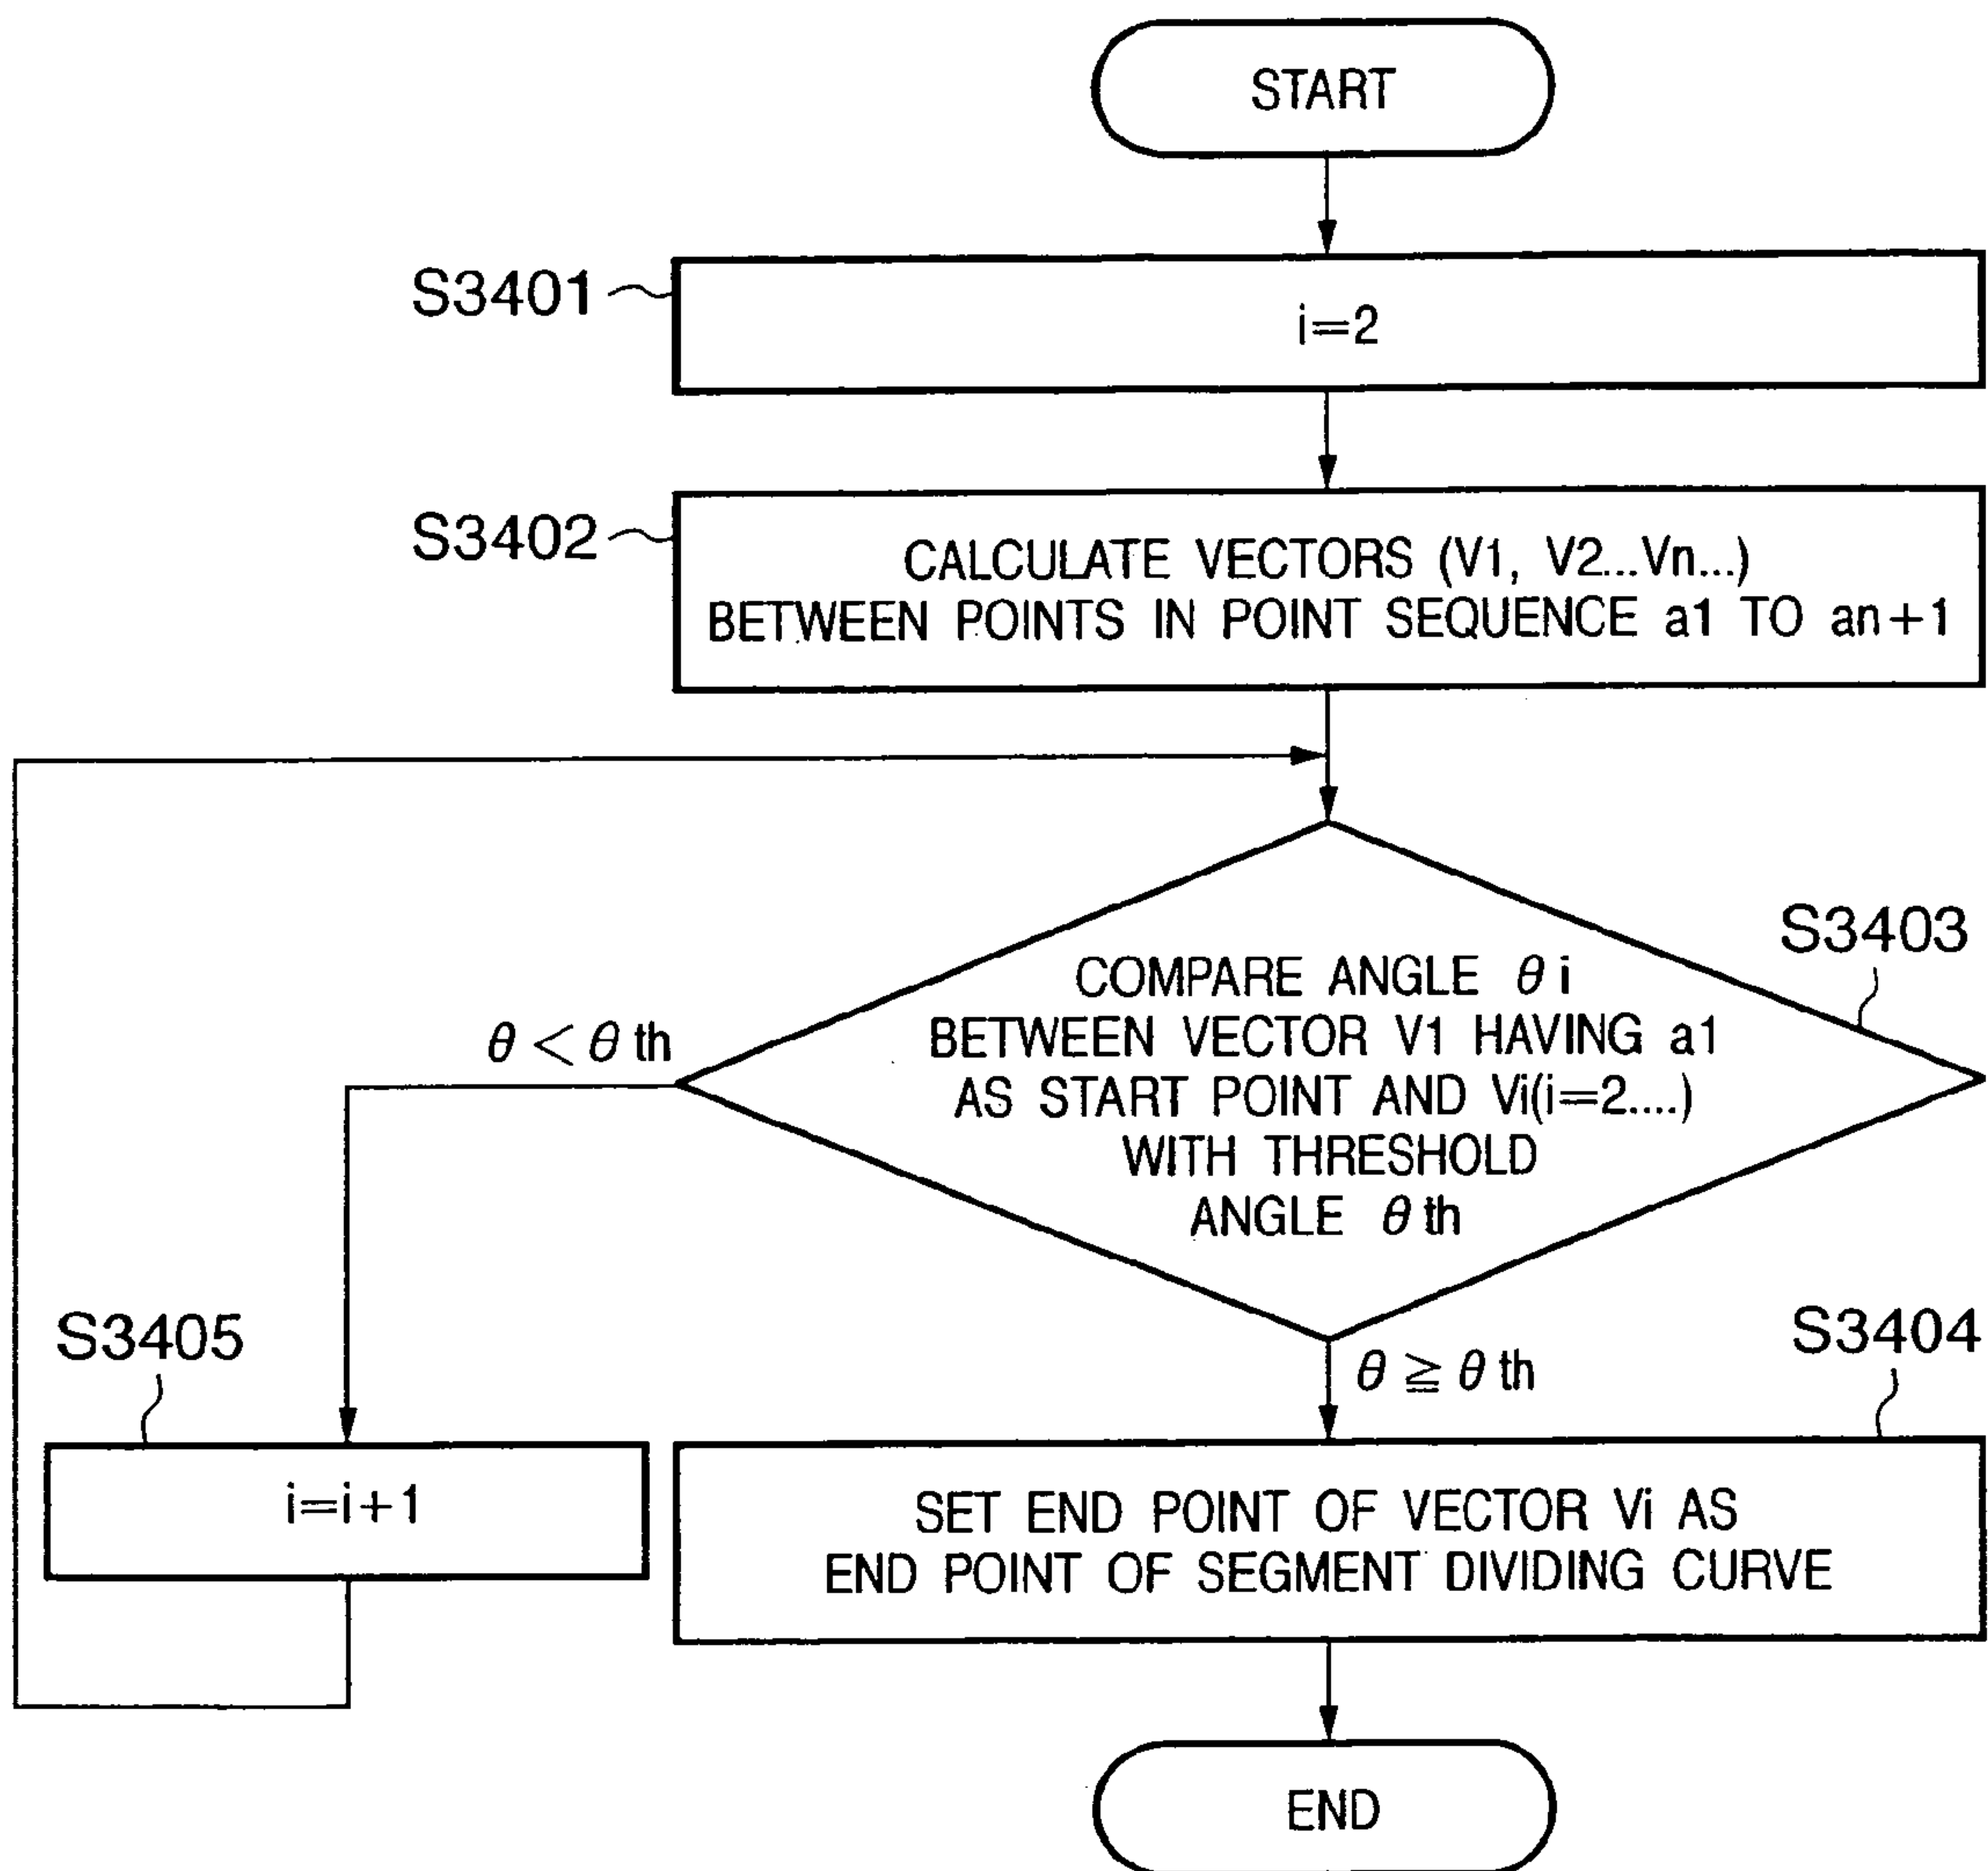 START
S3401
i=2
S3402
CALCULATE VECTORS (V1, V2...Vn...)
BETWEEN POINTS IN POINT SEQUENCE a1 TO an+1
S3403
COMPARE ANGLE θi
BETWEEN VECTOR V1 HAVING a1
AS START POINT AND Vi(i=2....)
WITH THRESHOLD
ANGLE θth
θ < θth
θ ≧ θth
S3405
i=i+1
S3404
SET END POINT OF VECTOR Vi AS
END POINT OF SEGMENT DIVIDING CURVE
END